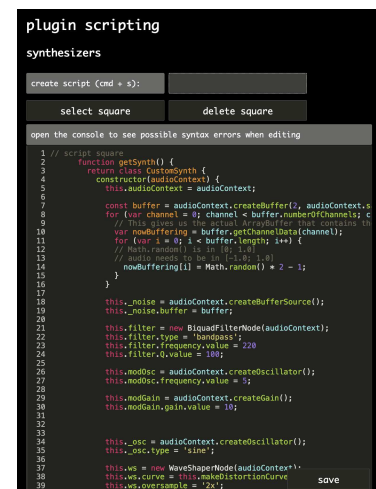 plugin scripting
synthesizers
create script (cmd + s):
select square delete square
open the console to see possible syntax errors when editing
1 // script square
2 function getSynth() {
3 return class CustomSynth {
4 constructor(audioContext) {
5 this.audioContext = audioContext;
6
7 const buffer = audioContext.createBuffer(2, audioContext.s
8 for (var channel = 0; channel < buffer.numberOfChannels; c
9 // This gives us the actual ArrayBuffer that contains th
10 var nowBuffering = buffer.getChannelData(channel);
11 for (var i = 0; i < buffer.length; i++) {
12 // Math.random() is in [0; 1.0]
13 // audio needs to be in [-1.0; 1.0]
14 nowBuffering[i] = Math.random() * 2 - 1;
15 }
16 }
17
18 this._noise = audioContext.createBufferSource();
19 this._noise.buffer = buffer;
20
21 this.filter = new BiquadFilterNode(audioContext);
22 this.filter.type = 'bandpass';
23 this.filter.frequency.value = 220
24 this.filter.Q.value = 100;
25
26 this.modOsc = audioContext.createOscillator();
27 this.modOsc.frequency.value = 5;
28
29 this.modGain = audioContext.createGain();
30 this.modGain.gain.value = 10;
31
32
33
34 this._osc = audioContext.createOscillator();
35 this._osc.type = 'sine';
36
37 this.ws = new WaveShaperNode(audioContext);
38 this.ws.curve = this.makeDistortionCurve
39 this.ws.oversample = '2x';
save